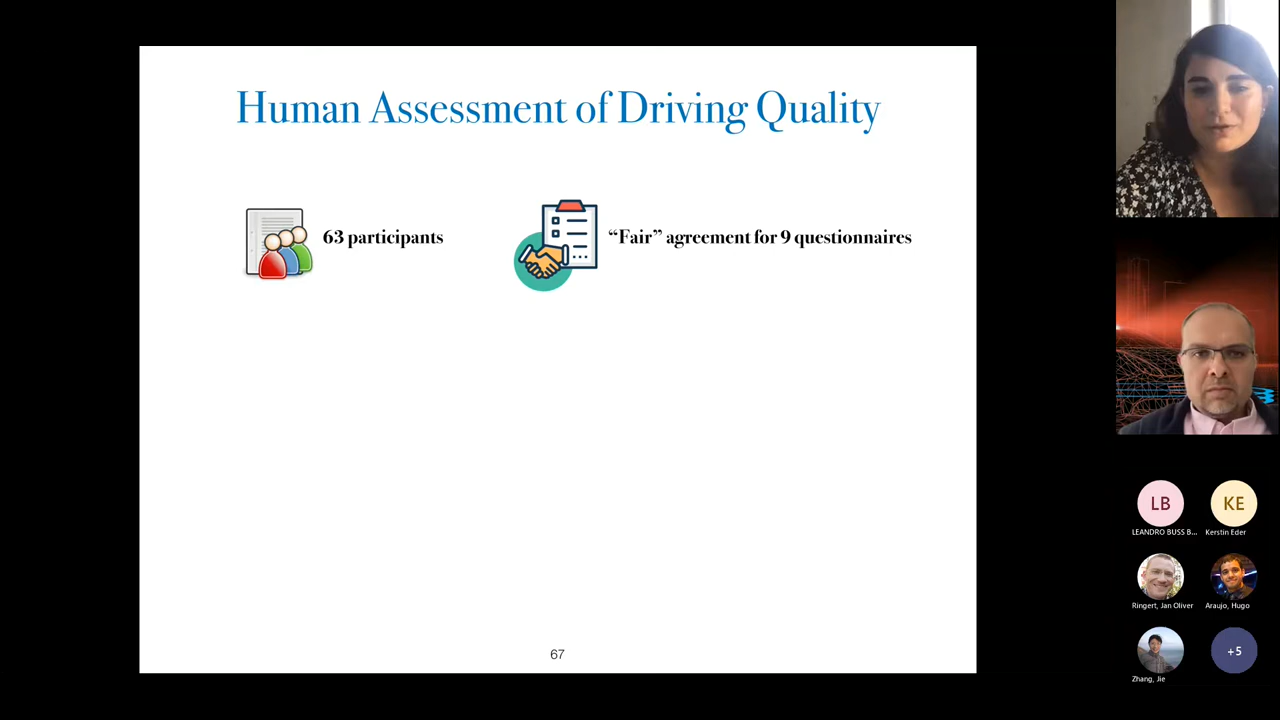 Human Assessment of Driving Quality
63 participants
“Fair” agreement for 9 questionnaires
67
LB
KE
LEANDRO BUSS B...
Kerstin Eder
Ringert, Jan Oliver
Araujo, Hugo
Zhang, Jie
+5